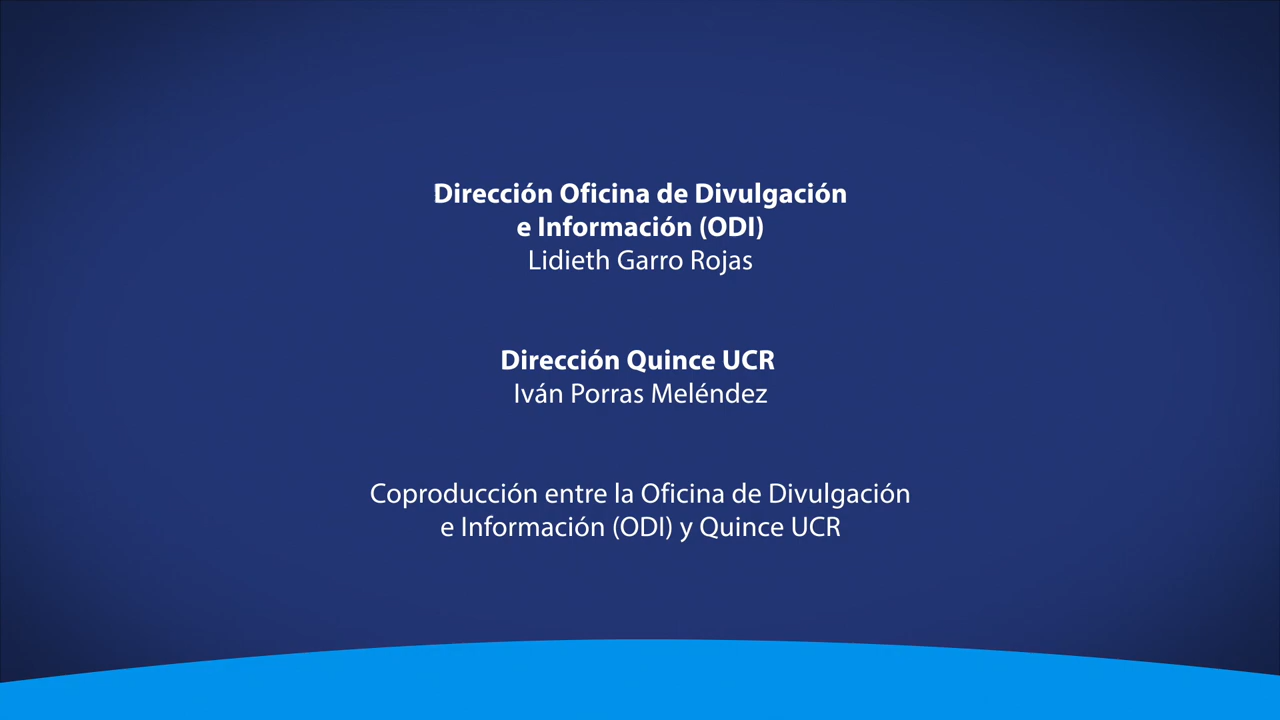 Dirección Oficina de Divulgación
e Información (ODI)
Lidieth Garro Rojas
Dirección Quince UCR
Iván Porras Meléndez
Coproducción entre la Oficina de Divulgación
e Información (ODI) y Quince UCR